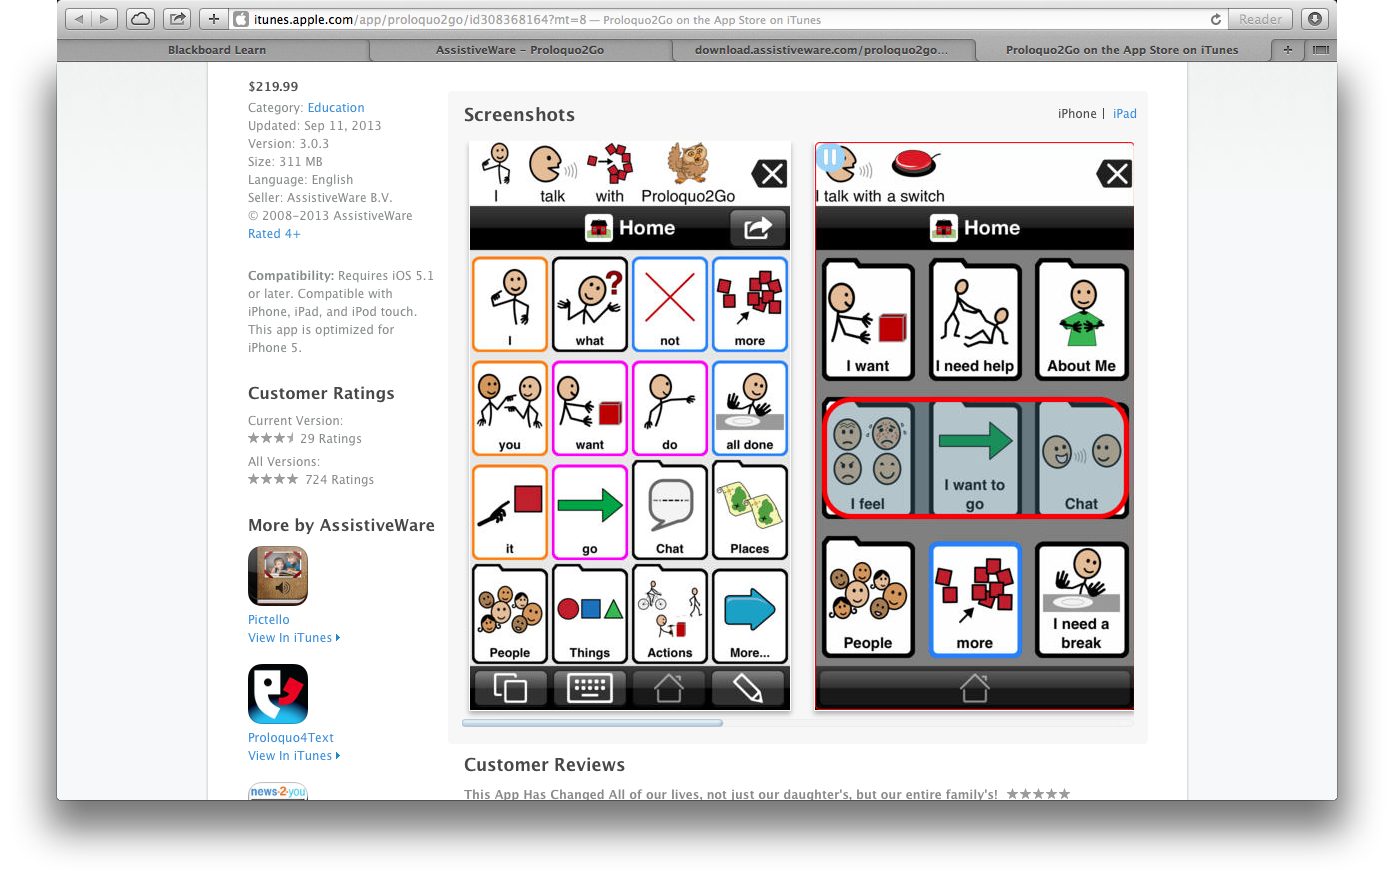 itunes.apple.com/app/proloquo2go/id308368164?mt=8 — Proloquo2Go on the App Store on iTunes
Reader
Blackboard Learn
AssistiveWare – Proloquo2Go
download.assistiveware.com/proloquo2go...
Proloquo2Go on the App Store on iTunes
$219.99
Category: Education
Updated: Sep 11, 2013
Version: 3.0.3
Size: 311 MB
Language: English
Seller: AssistiveWare B.V.
© 2008-2013 AssistiveWare
Rated 4+
Compatibility: Requires iOS 5.1
or later. Compatible with
iPhone, iPad, and iPod touch.
This app is optimized for
iPhone 5.
Customer Ratings
Current Version:
29 Ratings
All Versions:
724 Ratings
More by AssistiveWare
Pictello
View In iTunes
Proloquo4Text
View In iTunes
news-2-you
Screenshots
iPhone | iPad
I talk with Proloquo2Go
Home
I what not more
you want do all done
it go Chat Places
People Things Actions More...
I talk with a switch
Home
I want I need help About Me
I feel I want to go Chat
People more I need a break
Customer Reviews
This App Has Changed All of our lives, not just our daughter's, but our entire family's!